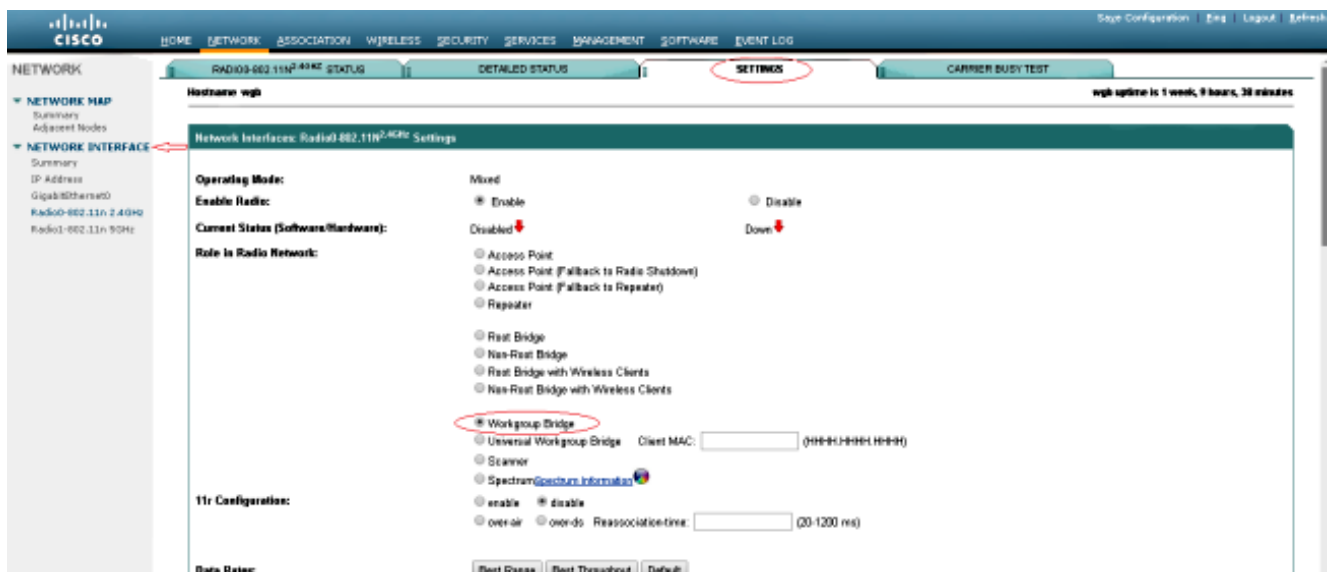 Save Configuration | Ping | Logout | Refresh
CISCO
HOME NETWORK ASSOCIATION WIRELESS SECURITY SERVICES MANAGEMENT SOFTWARE EVENT LOG
NETWORK
RADIO0-802.11N2.4GHZ STATUS
DETAILED STATUS
SETTINGS
CARRIER BUSY TEST
Hostname wgb
wgb uptime is 1 week, 9 hours, 38 minutes
NETWORK MAP
Summary
Adjacent Nodes
NETWORK INTERFACE
Summary
IP Address
GigabitEthernet0
Radio0-802.11n 2.4GHz
Radio1-802.11n 5GHz
Network Interfaces: Radio0-802.11N2.4GHz Settings
Operating Mode: Mixed
Enable Radio: Enable Disable
Current Status (Software/Hardware): Disabled Down
Role in Radio Network: Access Point
Access Point (Fallback to Radio Shutdown)
Access Point (Fallback to Repeater)
Repeater
Root Bridge
Non-Root Bridge
Root Bridge with Wireless Clients
Non-Root Bridge with Wireless Clients
Workgroup Bridge
Universal Workgroup Bridge Client MAC: (HHHH.HHHH.HHHH)
Scanner
Spectrum Spectrum Information
11r Configuration: enable disable
over-air over-ds Reassociation-time: (20-1200 ms)
Data Rates: Best Range Best Throughput Default